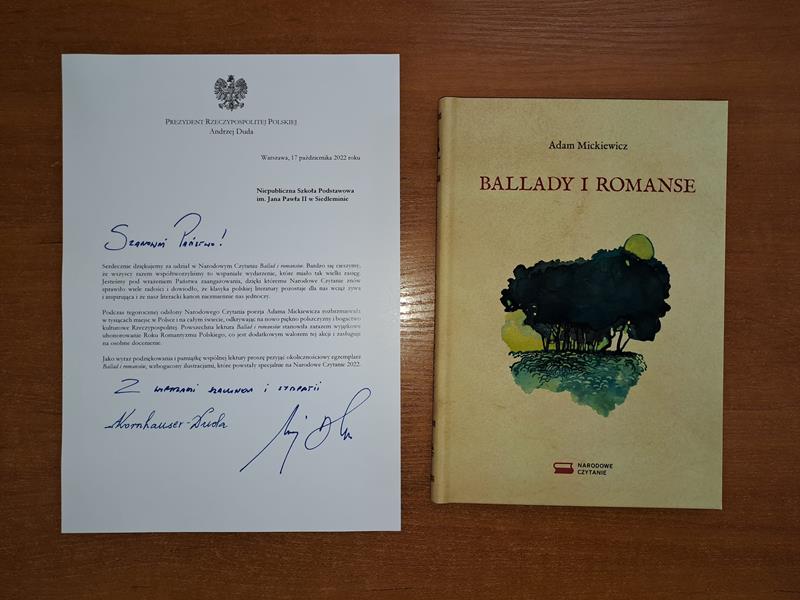 PREZYDENT RZECZYPOSPOLITEJ POLSKIEJ
Andrzej Duda
Warszawa, 17 października 2022 roku
Niepubliczna Szkoła Podstawowa
im. Jana Pawła II w Siedleminie
Szanowni Państwo!
Serdecznie dziękujemy za udział w Narodowym Czytaniu Ballad i romansów. Bardzo się cieszymy,
że wszyscy razem współtworzyliśmy to wspaniałe wydarzenie, które miało tak wielki zasięg.
Jesteśmy pod wrażeniem Państwa zaangażowania, dzięki któremu Narodowe Czytanie znów
sprawiło wiele radości i dowiodło, że klasyka polskiej literatury pozostaje dla nas wciąż żywa
i inspirująca i że nasz literacki kanon niezmiennie nas jednoczy.
Podczas tegorocznej odsłony Narodowego Czytania poezja Adama Mickiewicza rozbrzmiewała
w tysiącach miejsc w Polsce i na całym świecie, odkrywając na nowo piękno polszczyzny i bogactwo
kulturowe Rzeczypospolitej. Powszechna lektura Ballad i romansów stanowiła zarazem wyjątkowe
uhonorowanie Roku Romantyzmu Polskiego, co jest dodatkowym walorem tej akcji i zasługuje
na osobne docenienie.
Jako wyraz podziękowania i pamiątkę wspólnej lektury proszę przyjąć okolicznościowy egzemplarz
Ballad i romansów, wzbogacony ilustracjami, które powstały specjalnie na Narodowe Czytanie 2022.
Z wyrazami szacunku i sympatii
Kornhauser-Duda
Adam Mickiewicz
BALLADY I ROMANSE
NARODOWE
CZYTANIE